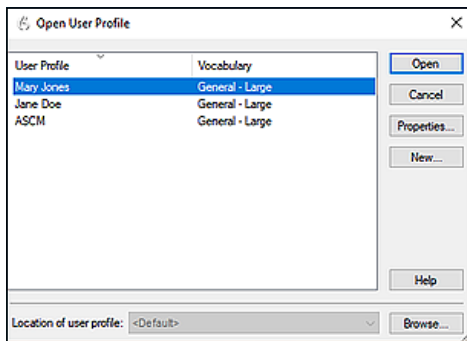 Open User Profile
User Profile Vocabulary
Mary Jones General - Large
Jane Doe General - Large
ASCM General - Large
Open
Cancel
Properties...
New...
Help
Location of user profile: <Default> Browse...